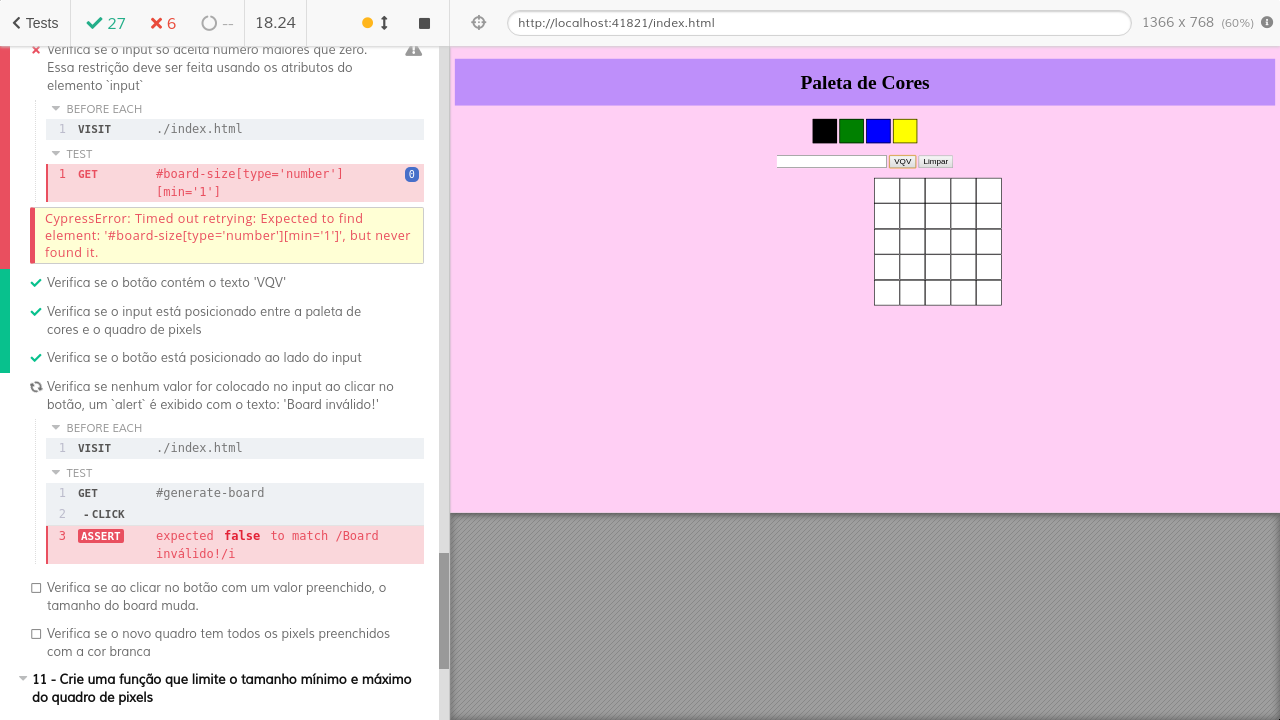 Tests
27
6
--
18.24
http://localhost:41821/index.html
1366 x 768 (60%)
Verifica se o input só aceita número maiores que zero.
Essa restrição deve ser feita usando os atributos do
elemento `input`
BEFORE EACH
1 VISIT ./index.html
TEST
1 GET #board-size[type='number']
[min='1']
0
CypressError: Timed out retrying: Expected to find
element: '#board-size[type='number'][min='1']', but never
found it.
Verifica se o botão contém o texto 'VQV'
Verifica se o input está posicionado entre a paleta de
cores e o quadro de pixels
Verifica se o botão está posicionado ao lado do input
Verifica se nenhum valor for colocado no input ao clicar no
botão, um `alert` é exibido com o texto: 'Board inválido!'
BEFORE EACH
1 VISIT ./index.html
TEST
1 GET #generate-board
2 - CLICK
3 ASSERT expected false to match /Board
inválido!/i
Verifica se ao clicar no botão com um valor preenchido, o
tamanho do board muda.
Verifica se o novo quadro tem todos os pixels preenchidos
com a cor branca
11 - Crie uma função que limite o tamanho mínimo e máximo
do quadro de pixels
Paleta de Cores
VQV
Limpar